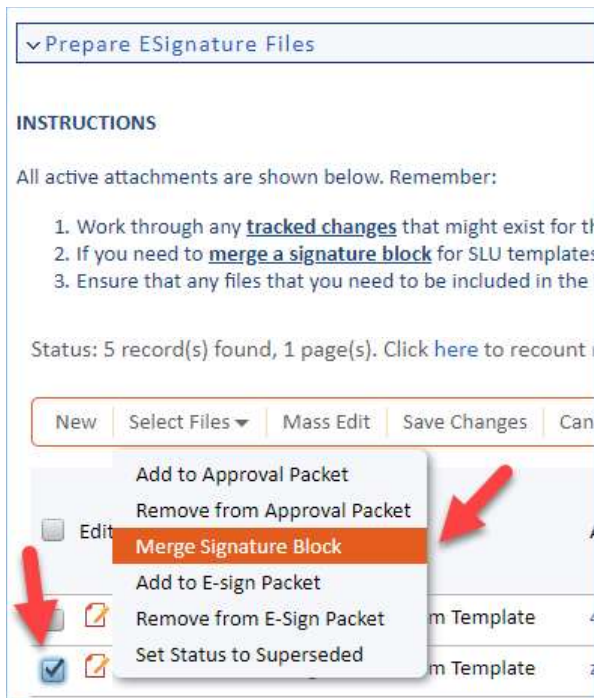 Prepare ESignature Files
INSTRUCTIONS
All active attachments are shown below. Remember:
1. Work through any tracked changes that might exist for th
2. If you need to merge a signature block for SLU templates
3. Ensure that any files that you need to be included in the
Status: 5 record(s) found, 1 page(s). Click here to recount
New Select Files Mass Edit Save Changes Can
Add to Approval Packet
Remove from Approval Packet
Edit
Merge Signature Block
Add to E-sign Packet
Remove from E-Sign Packet
m Template
Set Status to Superseded
m Template